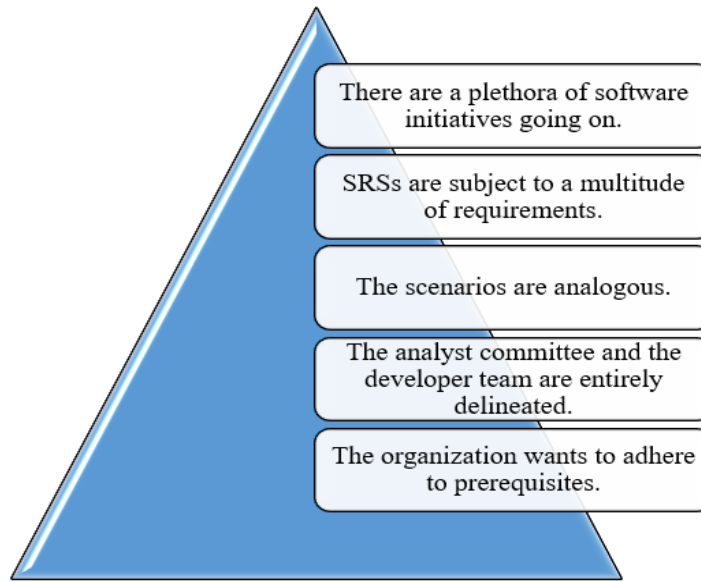 There are a plethora of software
initiatives going on.
SRSs are subject to a multitude
of requirements.
The scenarios are analogous.
The analyst committee and the
developer team are entirely
delineated.
The organization wants to adhere
to prerequisites.